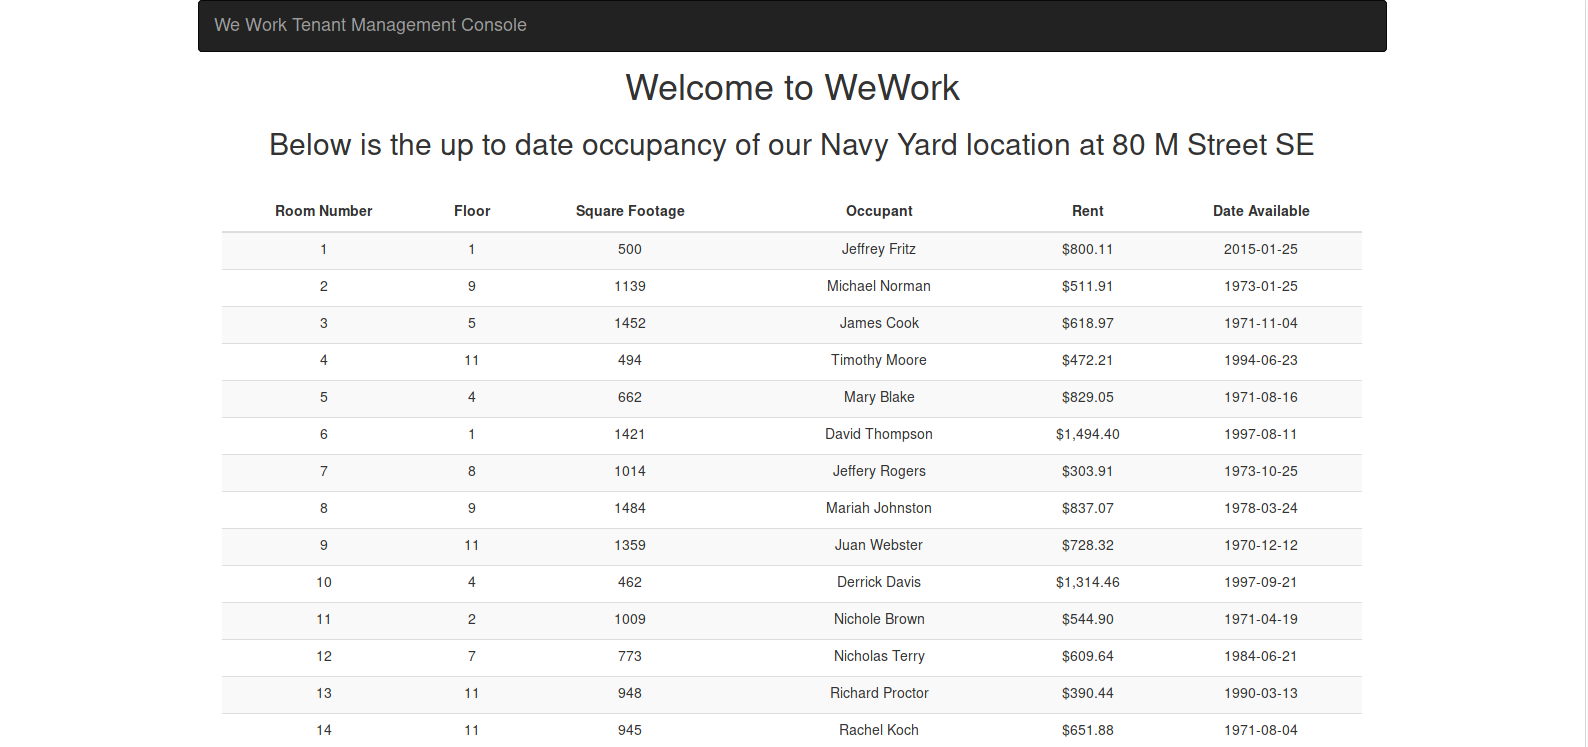 We Work Tenant Management Console
Welcome to WeWork
Below is the up to date occupancy of our Navy Yard location at 80 M Street SE
Room Number Floor Square Footage Occupant Rent Date Available
1 1 500 Jeffrey Fritz $800.11 2015-01-25
2 9 1139 Michael Norman $511.91 1973-01-25
3 5 1452 James Cook $618.97 1971-11-04
4 11 494 Timothy Moore $472.21 1994-06-23
5 4 662 Mary Blake $829.05 1971-08-16
6 1 1421 David Thompson $1,494.40 1997-08-11
7 8 1014 Jeffery Rogers $303.91 1973-10-25
8 9 1484 Mariah Johnston $837.07 1978-03-24
9 11 1359 Juan Webster $728.32 1970-12-12
10 4 462 Derrick Davis $1,314.46 1997-09-21
11 2 1009 Nichole Brown $544.90 1971-04-19
12 7 773 Nicholas Terry $609.64 1984-06-21
13 11 948 Richard Proctor $390.44 1990-03-13
14 11 945 Rachel Koch $651.88 1971-08-04